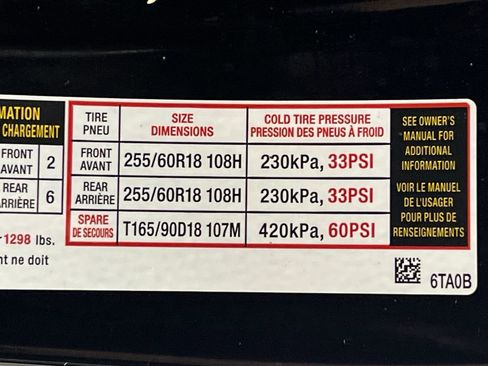 MATION
CHARGEMENT
FRONT
AVANT 2
REAR
ARRIÈRE 6
1298 lbs.
nt ne doit
TIRE
PNEU
SIZE
DIMENSIONS
COLD TIRE PRESSURE
PRESSION DES PNEUS À FROID
FRONT
AVANT
255/60R18 108H
230kPa, 33PSI
REAR
ARRIÈRE
255/60R18 108H
230kPa, 33PSI
SPARE
DE SECOURS
T165/90D18 107M
420kPa, 60PSI
SEE OWNER'S
MANUAL FOR
ADDITIONAL
INFORMATION
VOIR LE MANUEL
DE L'USAGER
POUR PLUS DE
RENSEIGNEMENTS
6TA0B